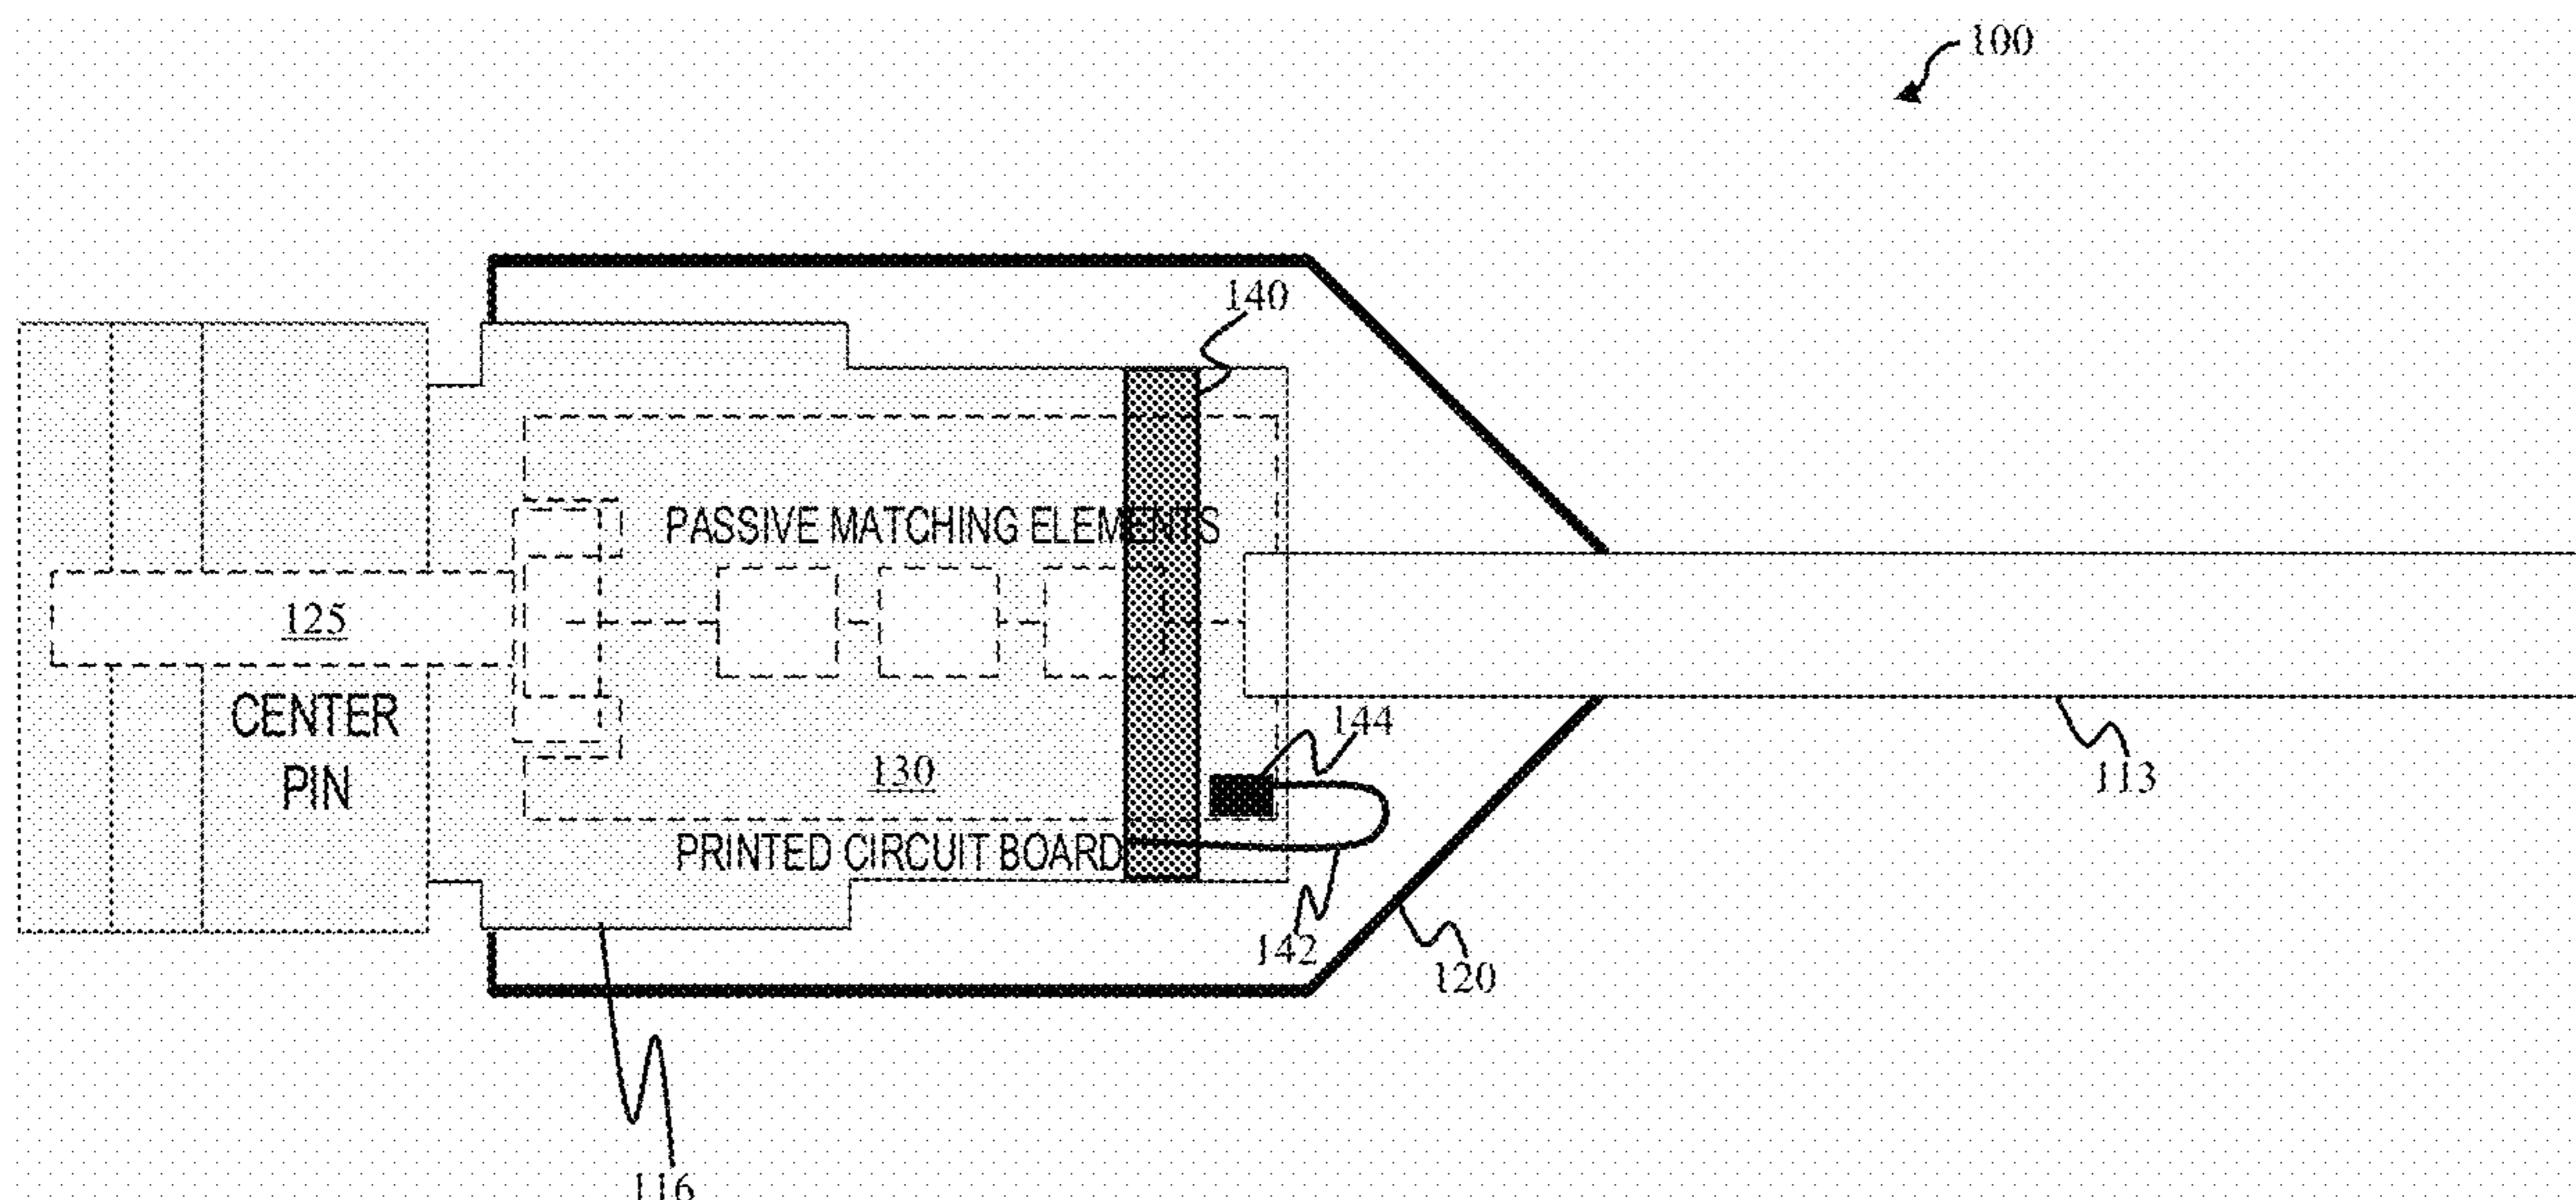 100
140
PASSIVE MATCHING ELEMENTS
125
CENTER
PIN
144
130
113
PRINTED CIRCUIT BOARD
142
120
116